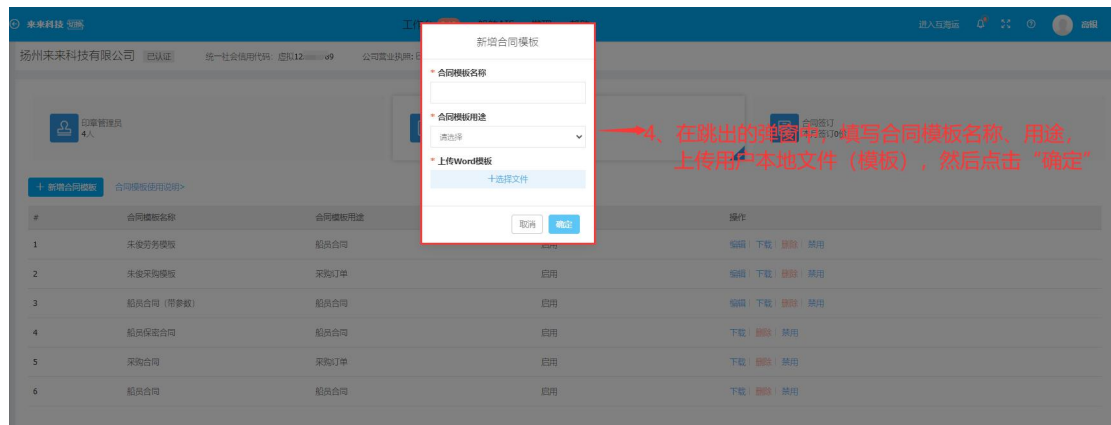 来来科技 切换
工作
进入互海运
扬州来来科技有限公司 已认证 统一社会信用代码: 虚拟12 公司营业执照:
新增合同模板
* 合同模板名称
* 合同模板用途
请选择
* 上传Word模板
+选择文件
取消 确定
印章管理员
4人
合同签订
4、在跳出的弹窗中,填写合同模板名称、用途,
上传用户本地文件(模板),然后点击“确定”
+ 新增合同模板 合同模板使用说明>
# 合同模板名称 合同模板用途 操作
1 朱俊劳务模板 船员合同 启用 编辑 下载 删除 禁用
2 朱俊采购模板 采购订单 启用 编辑 下载 删除 禁用
3 船员合同(带参数) 船员合同 启用 编辑 下载 删除 禁用
4 船员保密合同 船员合同 启用 下载 删除 禁用
5 采购合同 采购订单 启用 下载 删除 禁用
6 船员合同 船员合同 启用 下载 删除 禁用